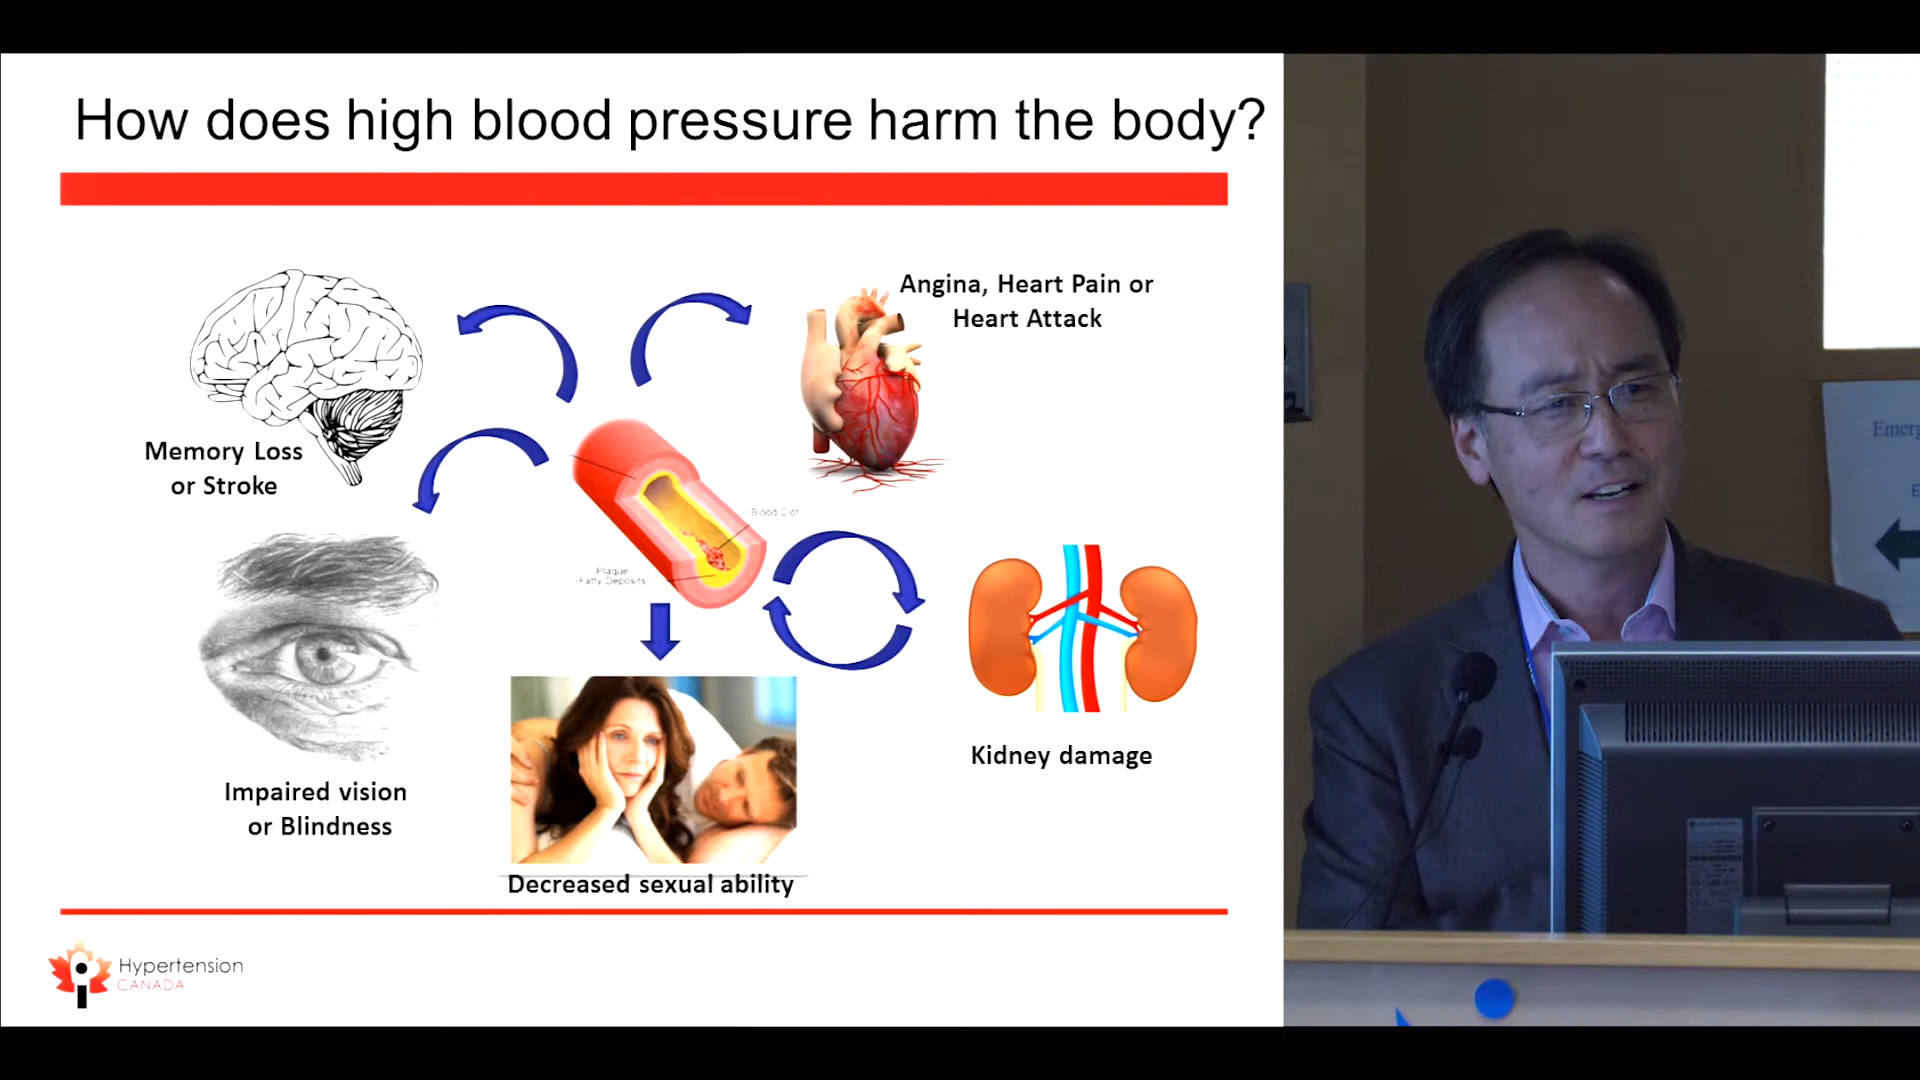 How does high blood pressure harm the body?
Angina, Heart Pain or
Heart Attack
Memory Loss
or Stroke
Blood Clot
Plaque
(Fatty Deposits)
Impaired vision
or Blindness
Kidney damage
Decreased sexual ability
Hypertension
CANADA
Emerg
E